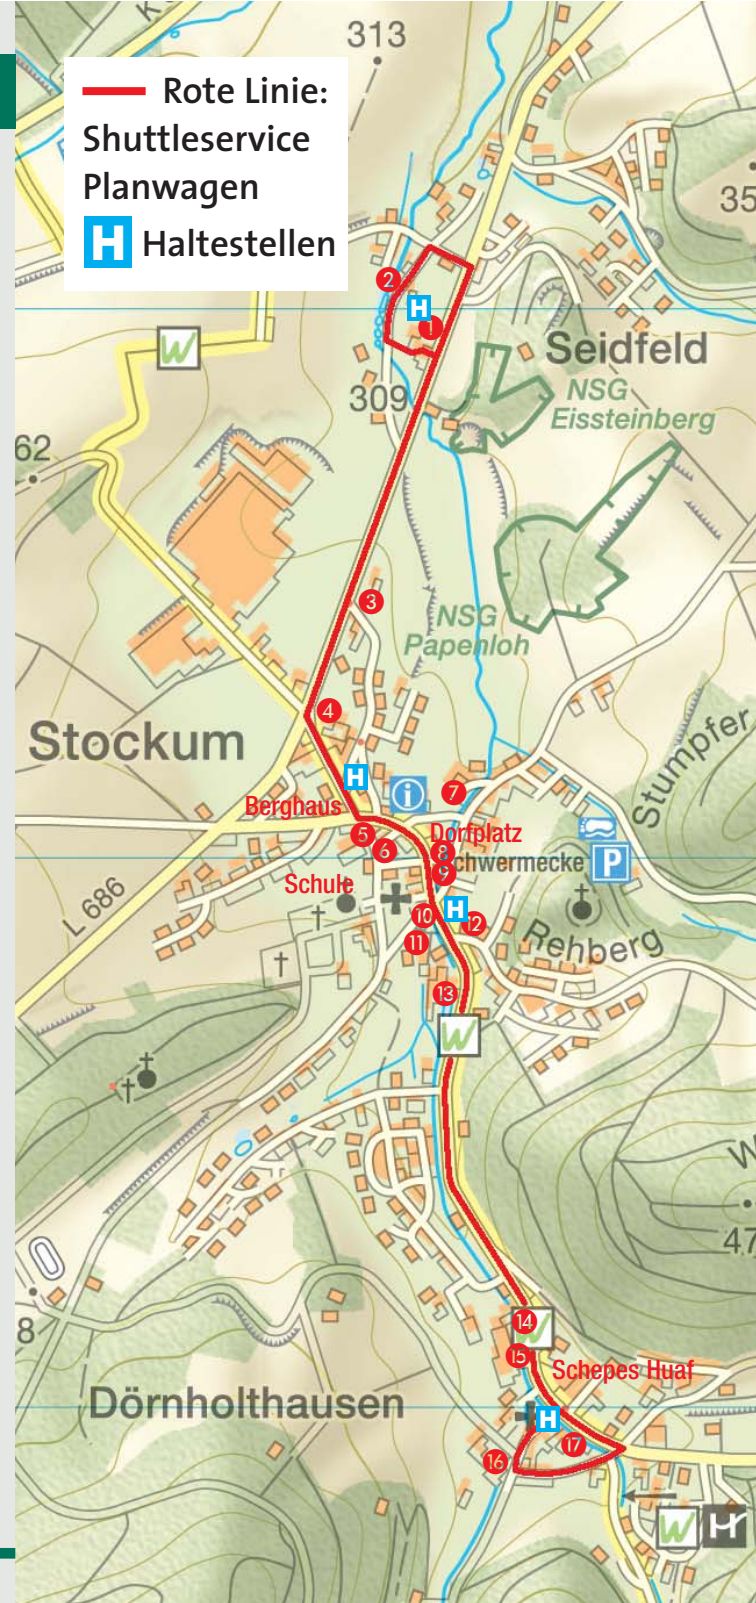 K
313
Rote Linie:
Shuttleservice
Planwagen
H Haltestellen
35
2
H
1
W
Seidfeld
309
NSG
Eissteinberg
62
3
NSG
Papenloh
4
Stockum
Stumpfer
H
i
7
Berghaus
5
Dorfplatz
6
8
chwermecke
P
9
Schule
L 686
10
H
12
11
Rehberg
13
W
W
47
8
14
W
15
Schepes Huaf
Dörnholthausen
H
17
16
W H